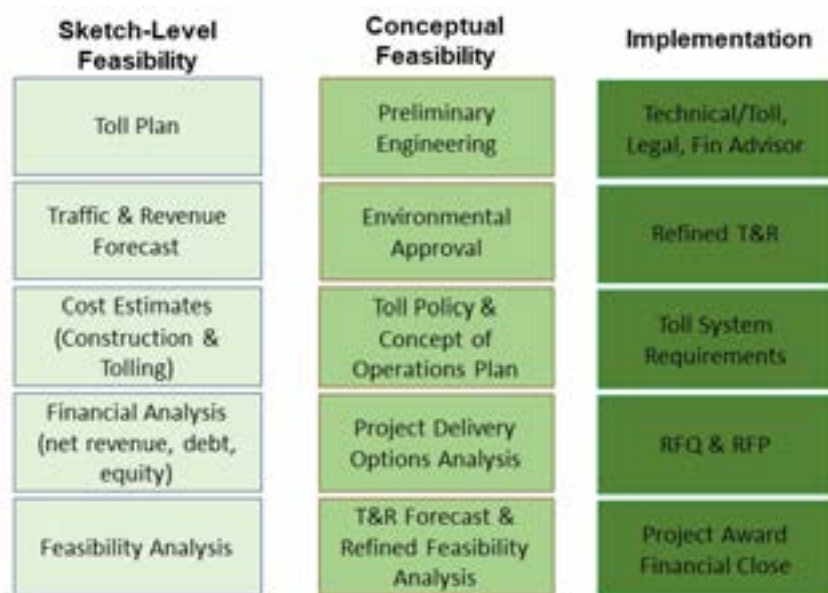 Sketch-Level
Feasibility
Toll Plan
Traffic & Revenue
Forecast
Cost Estimates
(Construction &
Tolling)
Financial Analysis
(net revenue, debt,
equity)
Feasibility Analysis
Conceptual
Feasibility
Preliminary
Engineering
Environmental
Approval
Toll Policy &
Concept of
Operations Plan
Project Delivery
Options Analysis
T&R Forecast &
Refined Feasibility
Analysis
Implementation
Technical/Toll,
Legal, Fin Advisor
Refined T&R
Toll System
Requirements
RFQ & RFP
Project Award
Financial Close